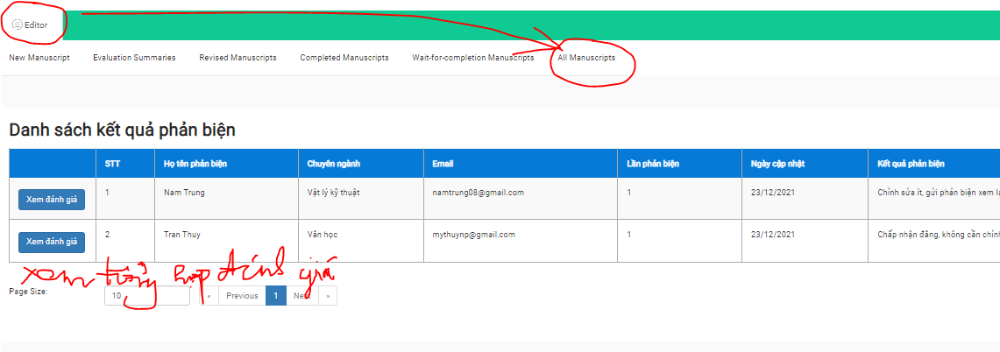 Editor
New Manuscript Evaluation Summaries Revised Manuscripts Completed Manuscripts Wait-for-completion Manuscripts All Manuscripts
Danh sách kết quả phản biện
STT Họ tên phản biện Chuyên ngành Email Lần phản biện Ngày cập nhật Kết quả phản biện
Xem đánh giá 1 Nam Trung Vật lý kỹ thuật namtrung08@gmail.com 1 23/12/2021 Chỉnh sửa ít, gửi phản biện xem lạ
Xem đánh giá 2 Tran Thuy Văn học mythuynp@gmail.com 1 23/12/2021 Chấp nhận đăng, không cần chỉnh
xem tổng hợp đánh giá
Page Size: 10 « Previous 1 Next »